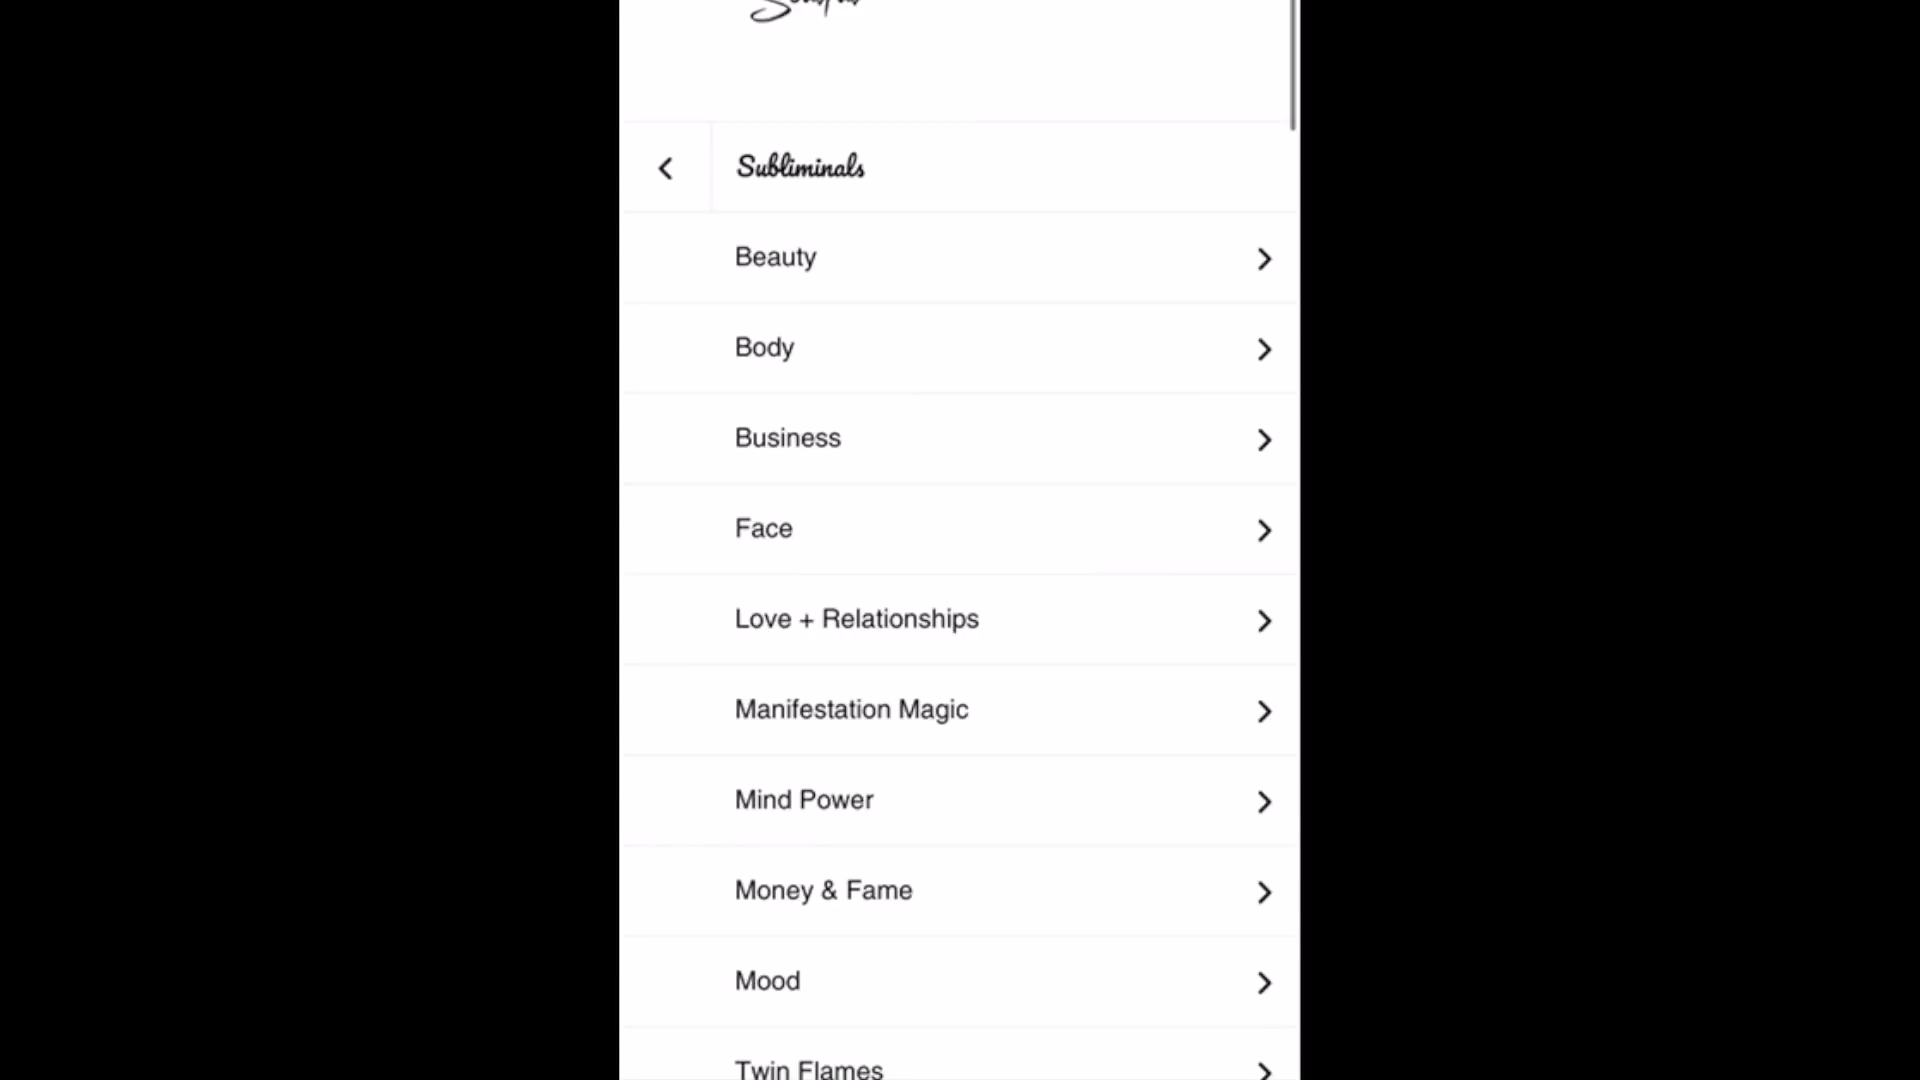 Subliminals
Beauty
Body
Business
Face
Love + Relationships
Manifestation Magic
Mind Power
Money & Fame
Mood
Twin Flames